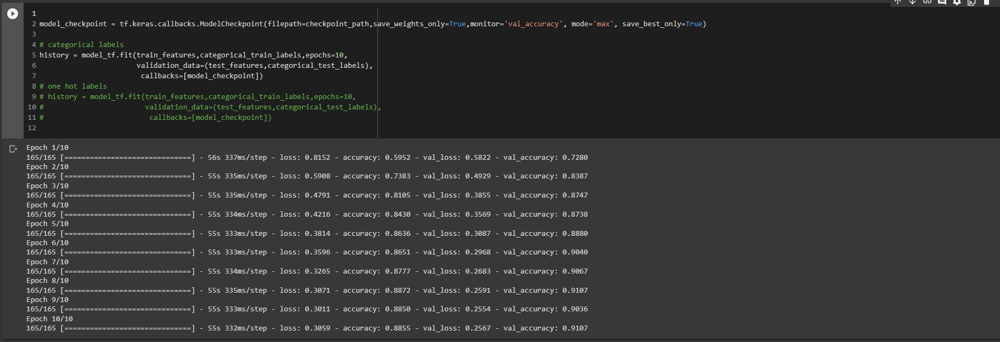 1
2 model_checkpoint = tf.keras.callbacks.ModelCheckpoint(filepath=checkpoint_path,save_weights_only=True,monitor='val_accuracy', mode='max', save_best_only=True)
3
4 # categorical labels
5 history = model_tf.fit(train_features,categorical_train_labels,epochs=10,
6                        validation_data=(test_features,categorical_test_labels),
7                         callbacks=[model_checkpoint])
8 # one hot labels
9 # history = model_tf.fit(train_features,categorical_train_labels,epochs=10,
10 #                        validation_data=(test_features,categorical_test_labels),
11 #                         callbacks=[model_checkpoint])
12
Epoch 1/10
165/165 [==============================] - 56s 337ms/step - loss: 0.8152 - accuracy: 0.5952 - val_loss: 0.5822 - val_accuracy: 0.7280
Epoch 2/10
165/165 [==============================] - 55s 335ms/step - loss: 0.5908 - accuracy: 0.7383 - val_loss: 0.4929 - val_accuracy: 0.8387
Epoch 3/10
165/165 [==============================] - 55s 335ms/step - loss: 0.4791 - accuracy: 0.8105 - val_loss: 0.3855 - val_accuracy: 0.8747
Epoch 4/10
165/165 [==============================] - 55s 334ms/step - loss: 0.4216 - accuracy: 0.8430 - val_loss: 0.3569 - val_accuracy: 0.8738
Epoch 5/10
165/165 [==============================] - 55s 333ms/step - loss: 0.3814 - accuracy: 0.8636 - val_loss: 0.3087 - val_accuracy: 0.8880
Epoch 6/10
165/165 [==============================] - 55s 333ms/step - loss: 0.3596 - accuracy: 0.8651 - val_loss: 0.2968 - val_accuracy: 0.9040
Epoch 7/10
165/165 [==============================] - 55s 334ms/step - loss: 0.3265 - accuracy: 0.8777 - val_loss: 0.2683 - val_accuracy: 0.9067
Epoch 8/10
165/165 [==============================] - 55s 335ms/step - loss: 0.3071 - accuracy: 0.8872 - val_loss: 0.2591 - val_accuracy: 0.9107
Epoch 9/10
165/165 [==============================] - 55s 333ms/step - loss: 0.3011 - accuracy: 0.8850 - val_loss: 0.2554 - val_accuracy: 0.9036
Epoch 10/10
165/165 [==============================] - 55s 332ms/step - loss: 0.3059 - accuracy: 0.8855 - val_loss: 0.2567 - val_accuracy: 0.9107